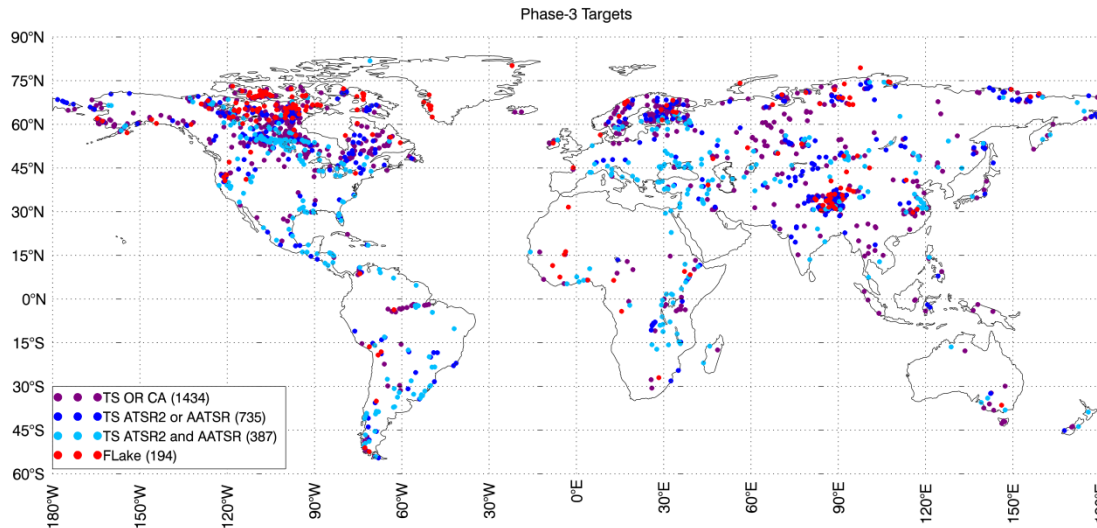 Phase-3 Targets
90°N
75°N
60°N
45°N
30°N
15°N
0°N
15°S
30°S
45°S
60°S
TS OR CA (1434)
TS ATSR2 or AATSR (735)
TS ATSR2 and AATSR (387)
FLake (194)
180°W
150°W
120°W
90°W
60°W
30°W
0°E
30°E
60°E
90°E
120°E
150°E